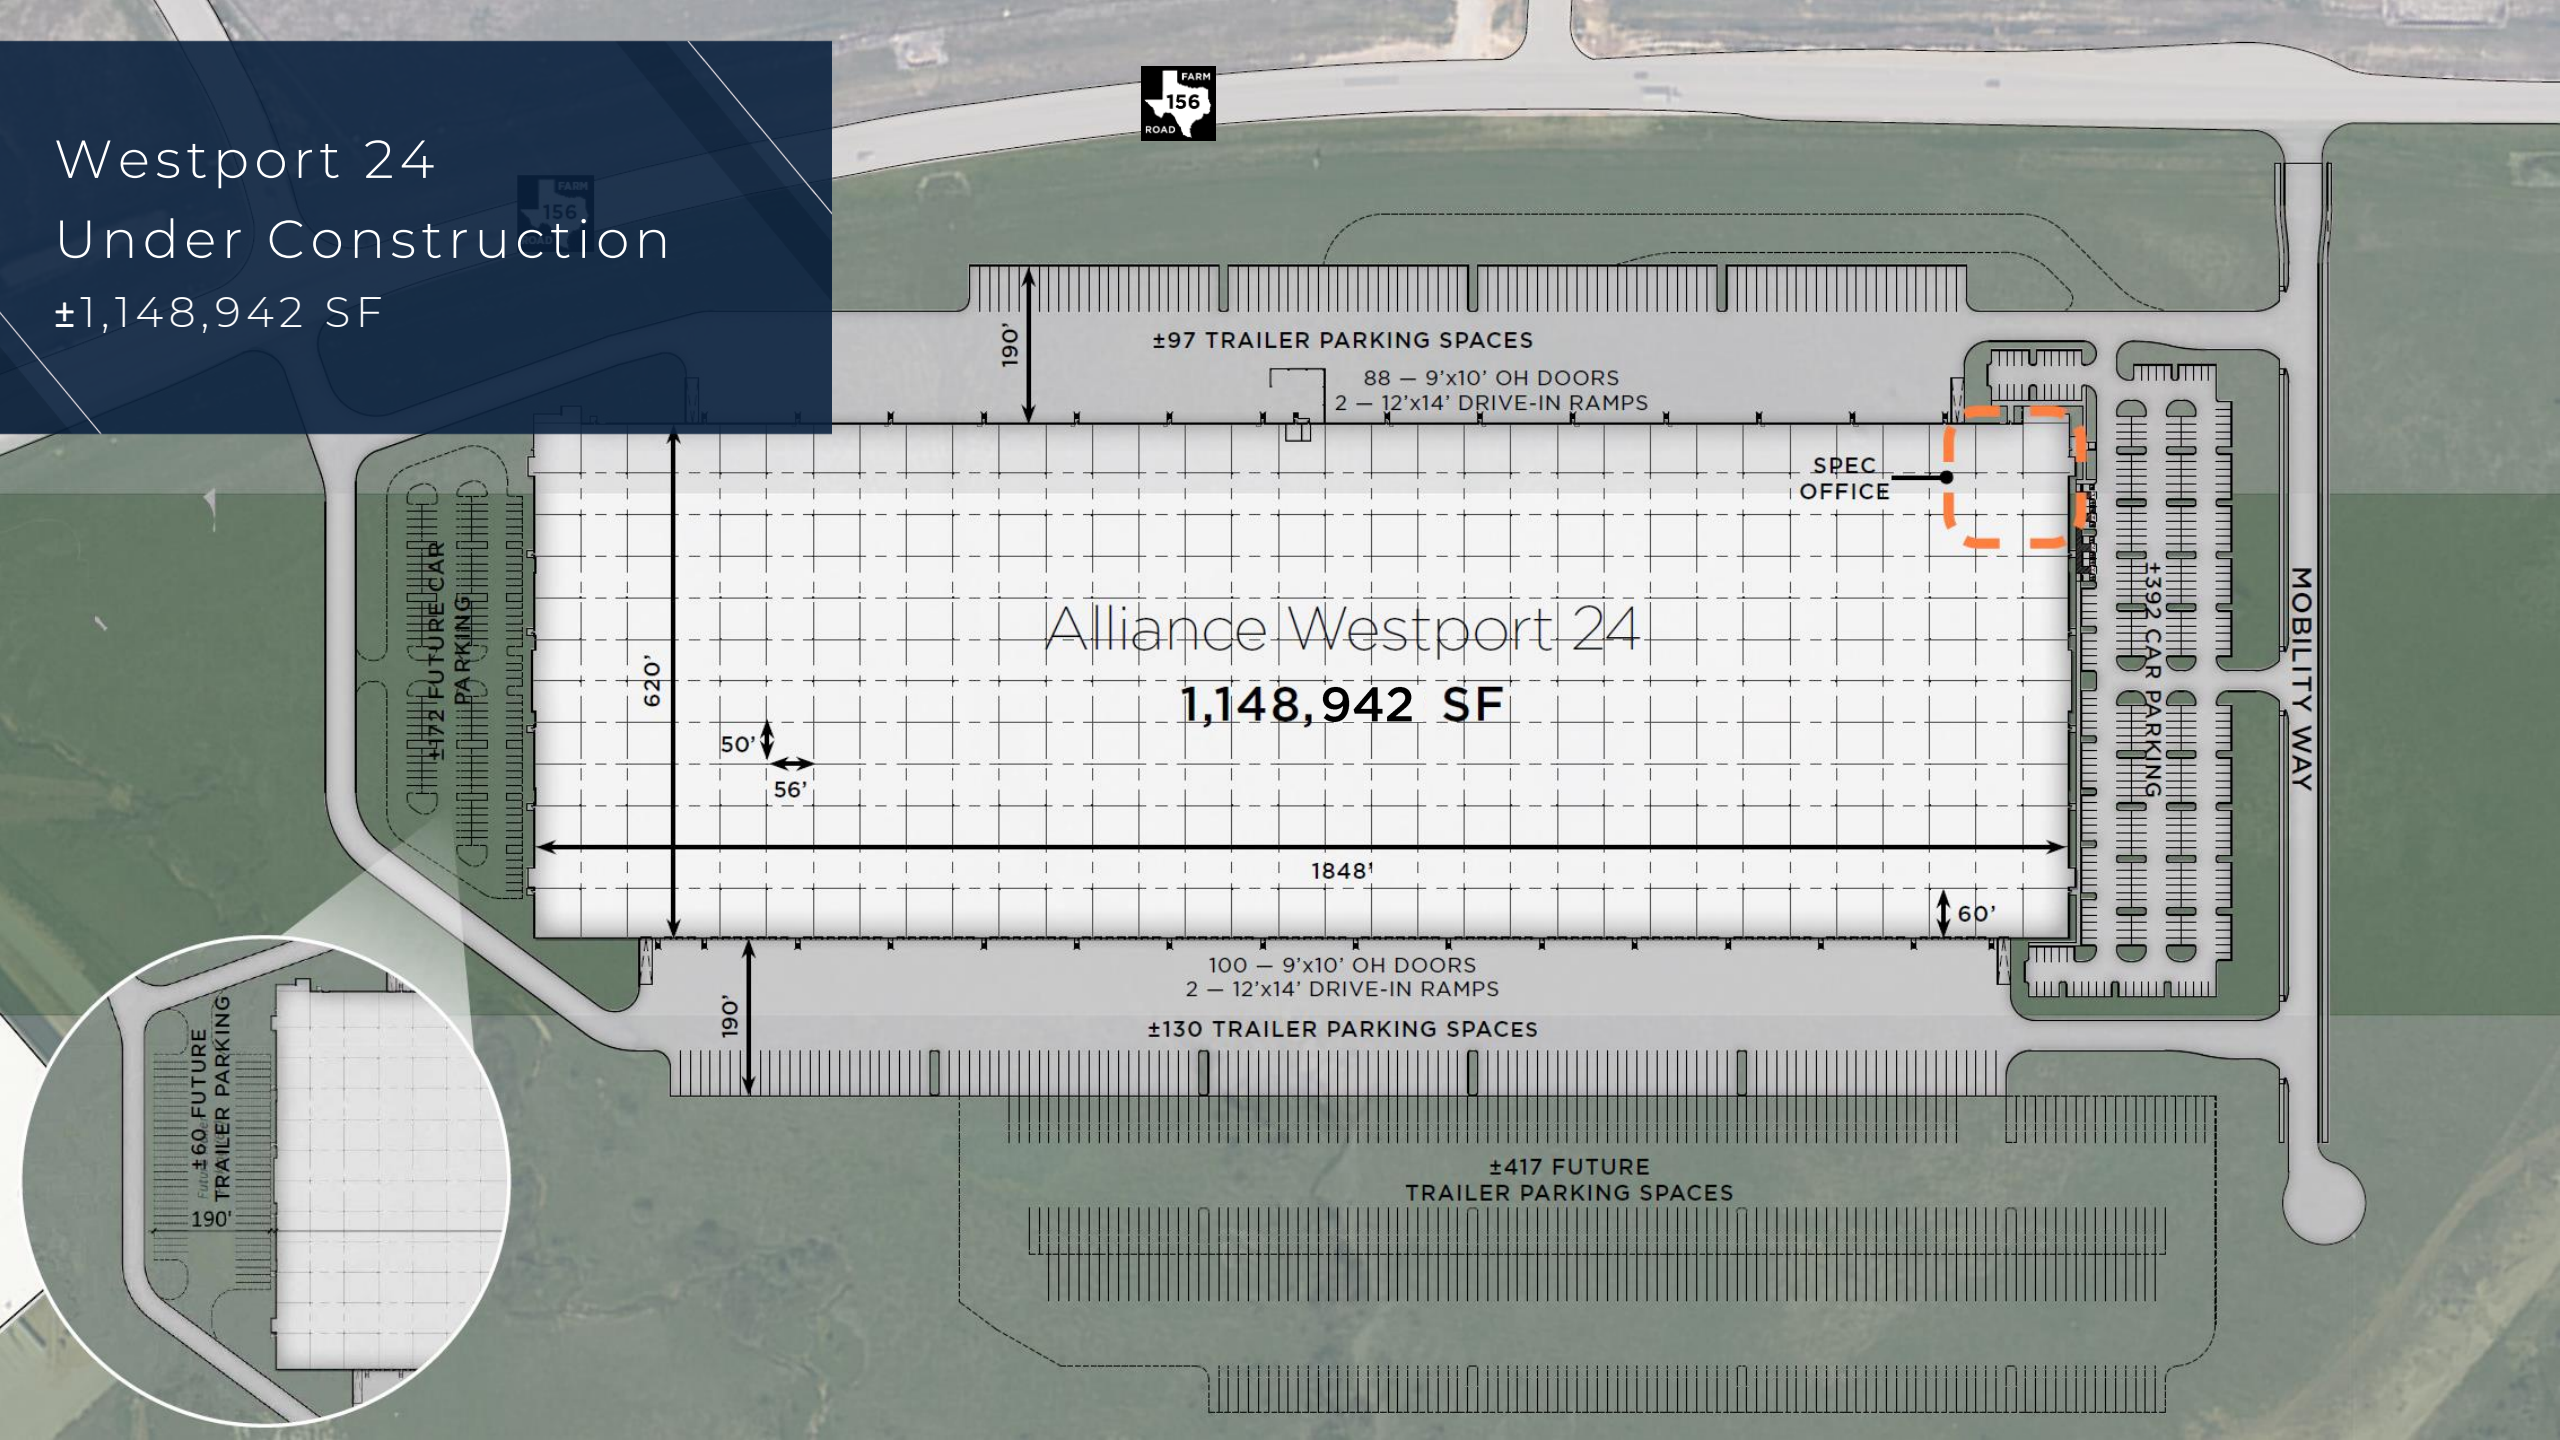 Westport 24
Under Construction
±1,148,942 SF
FARM
156
ROAD
FARM
156
ROAD
190'
±97 TRAILER PARKING SPACES
88 – 9'x10' OH DOORS
2 – 12'x14' DRIVE-IN RAMPS
SPEC
OFFICE
±172 FUTURE CAR
PARKING
620'
Alliance Westport 24
1,148,942 SF
50'
56'
1848'
60'
±392 CAR PARKING
MOBILITY WAY
190'
100 – 9'x10' OH DOORS
2 – 12'x14' DRIVE-IN RAMPS
±130 TRAILER PARKING SPACES
±60 FUTURE
TRAILER PARKING
190'
±417 FUTURE
TRAILER PARKING SPACES